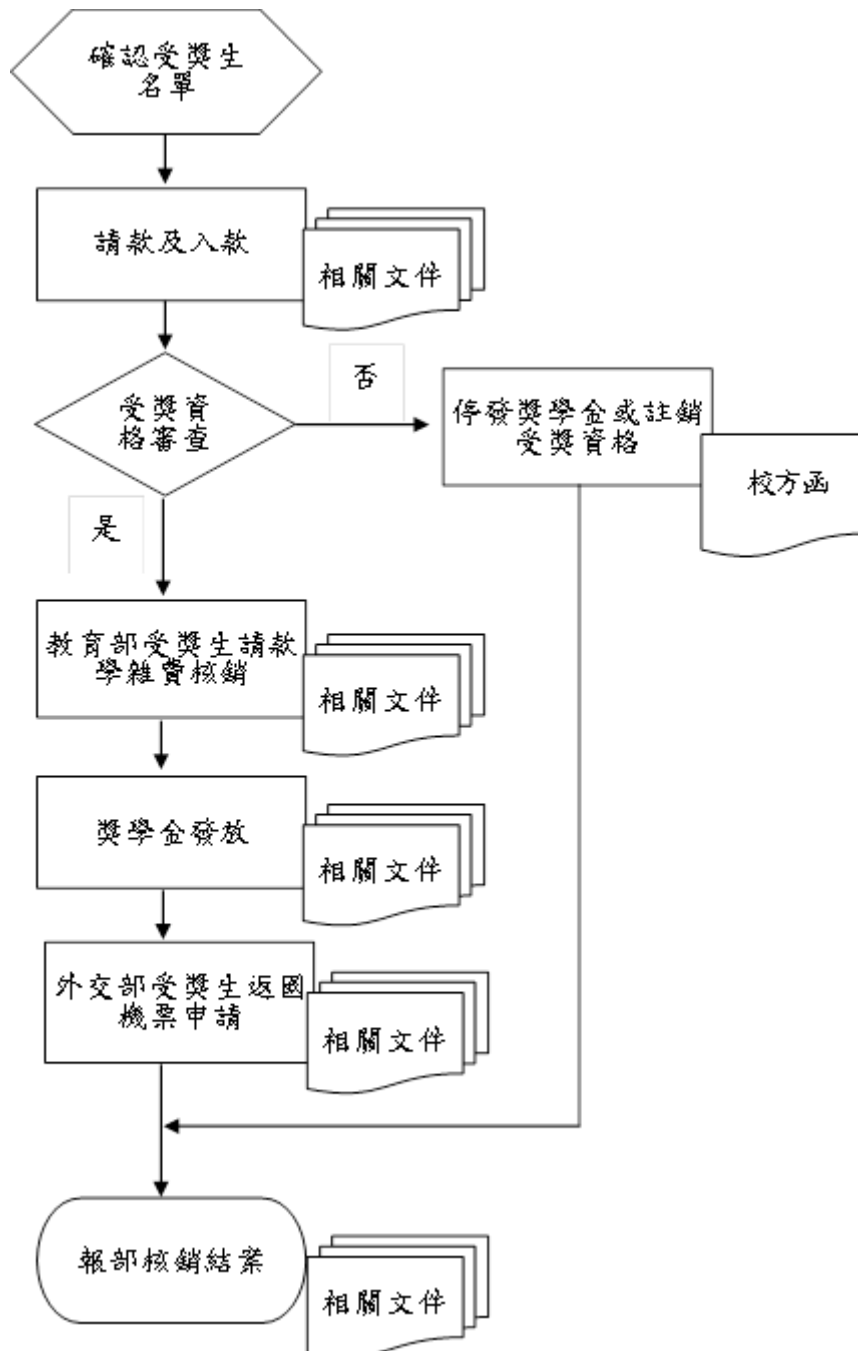 確認受獎生
名單
請款及入款
相關文件
受獎資
格審查
否
停發獎學金或註銷
受獎資格
校方函
是
教育部受獎生請款
學雜費核銷
相關文件
獎學金發放
相關文件
外交部受獎生返國
機票申請
相關文件
報部核銷結案
相關文件